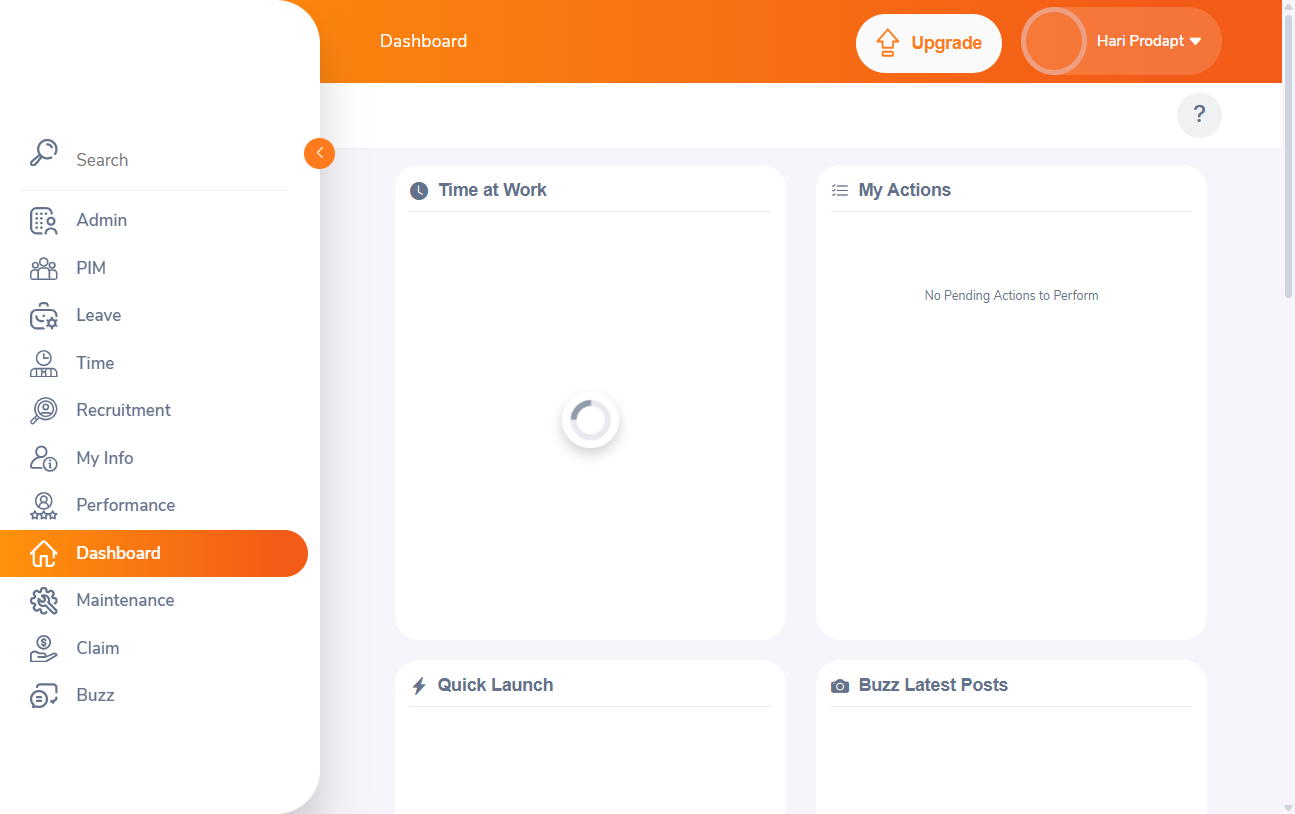 Dashboard
Upgrade
Hari Prodapt
?
Search
Admin
PIM
Leave
Time
Recruitment
My Info
Performance
Dashboard
Maintenance
Claim
Buzz
Time at Work
My Actions
No Pending Actions to Perform
Quick Launch
Buzz Latest Posts